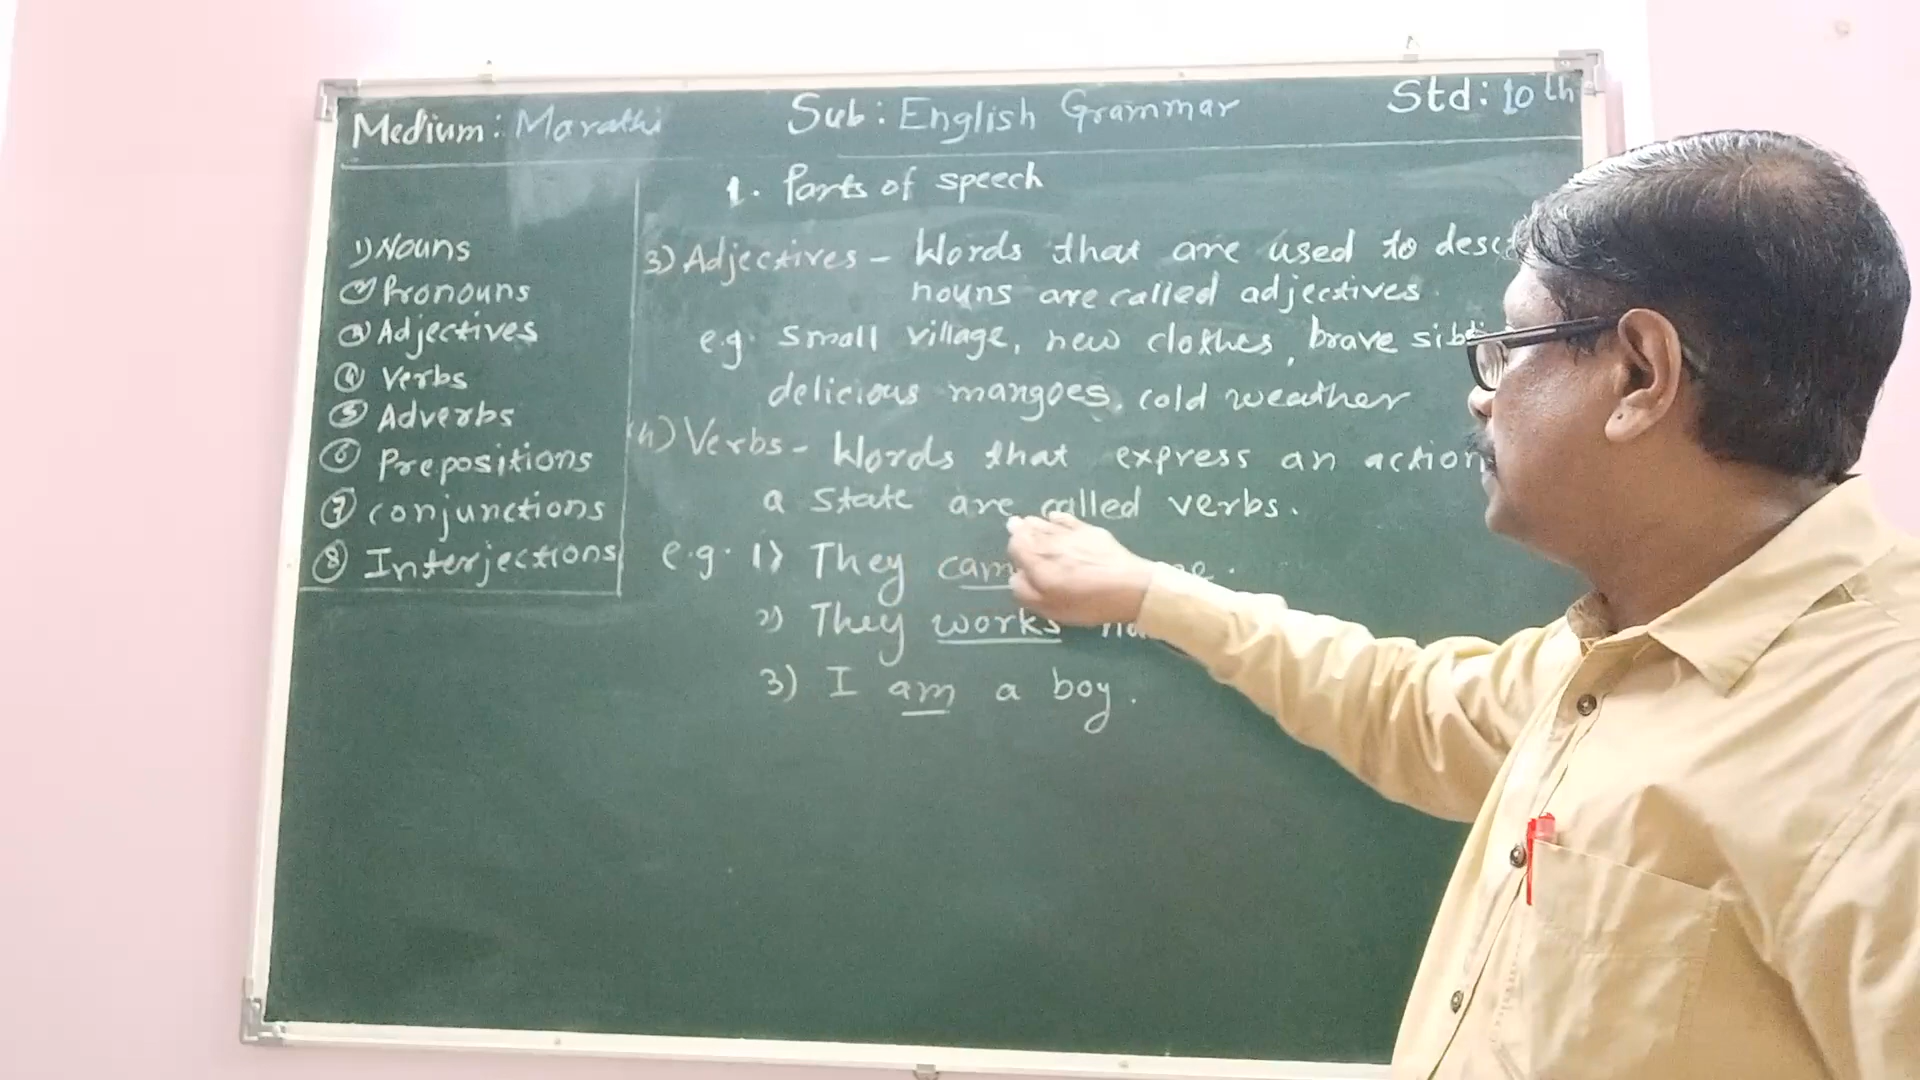 Medium: Marathi
Sub: English Grammar
Std: 10th
1. Parts of speech
1) Nouns
2) Pronouns
3) Adjectives
4) Verbs
5) Adverbs
6) Prepositions
7) Conjunctions
8) Interjections
3) Adjectives - Words that are used to
nouns are called adjectives.
e.g. small village, new clothes, brave
delicious mangoes, cold weather
4) Verbs - Words that express an action
a state are called verbs.
e.g. 1) They
2) They works
3) I am a boy.